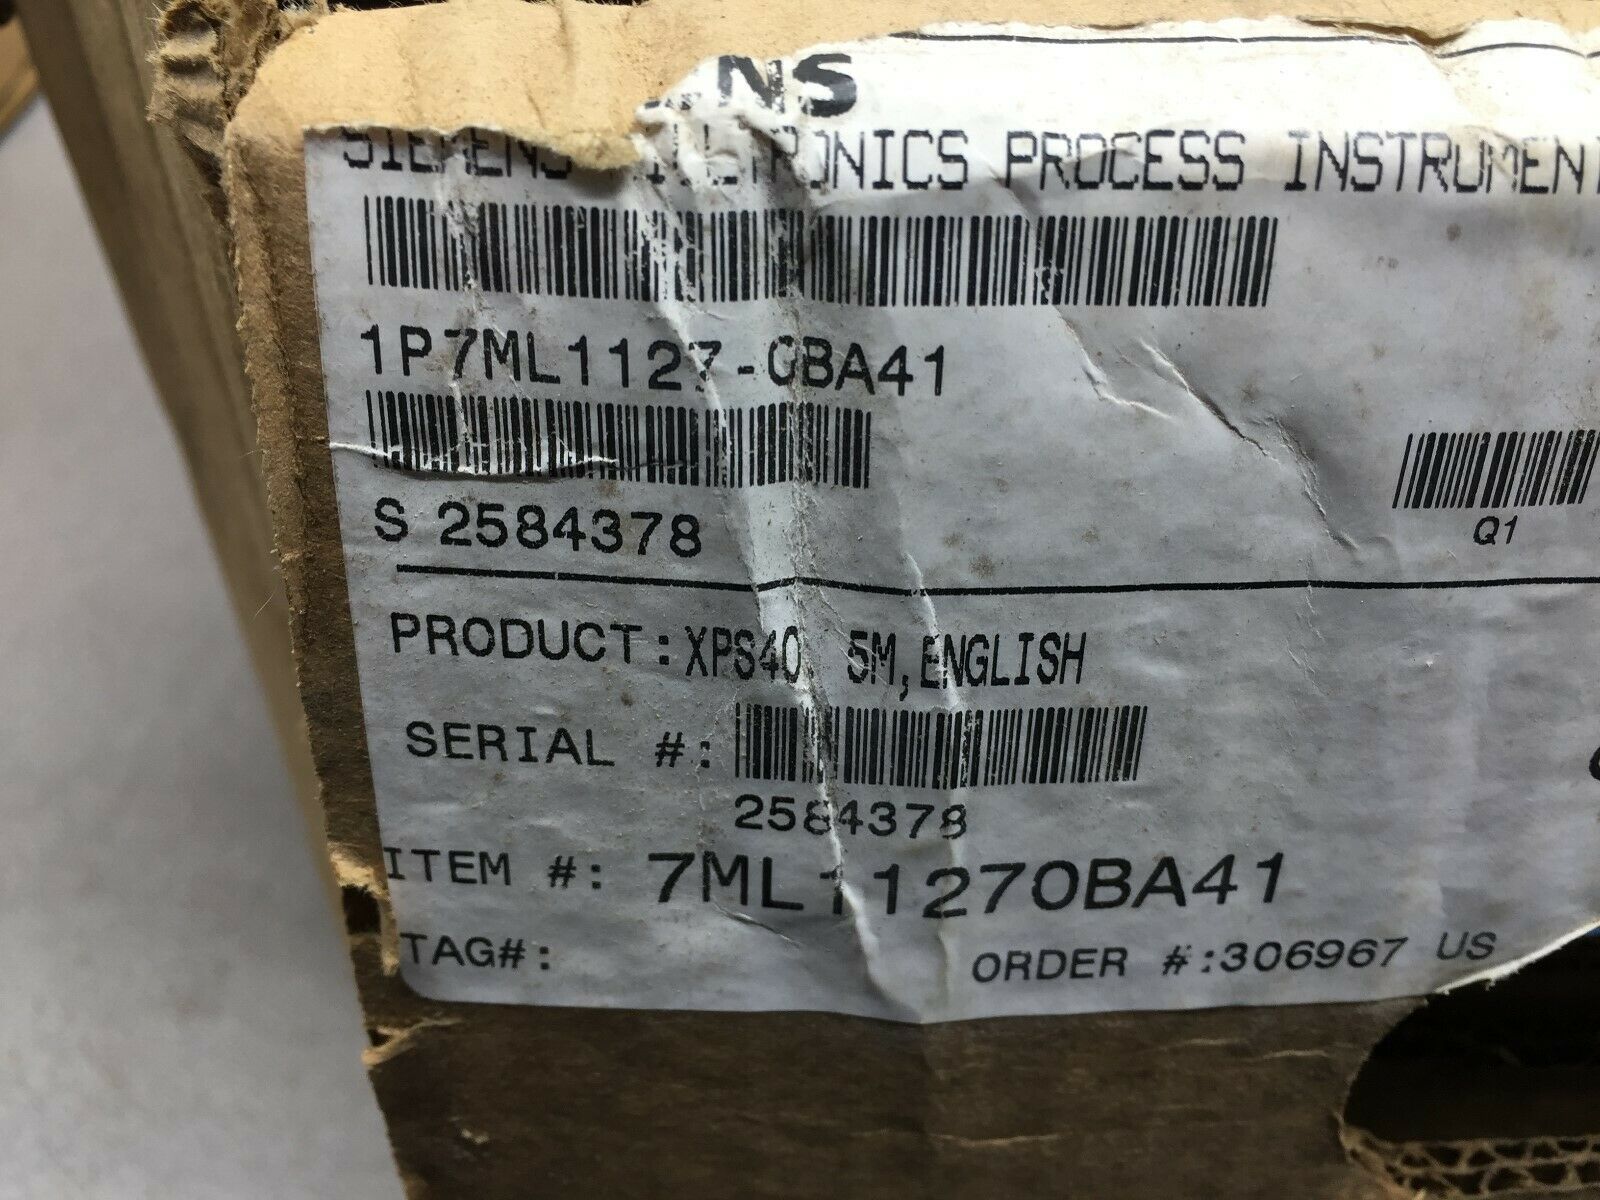 SIEMENS MILLTRONICS PROCESS INSTRUMENT
1P7ML1127-0BA41
S 2584378
Q1
PRODUCT: XPS40 5M, ENGLISH
SERIAL #:
2584378
ITEM #: 7ML11270BA41
TAG#:
ORDER #:306967 US